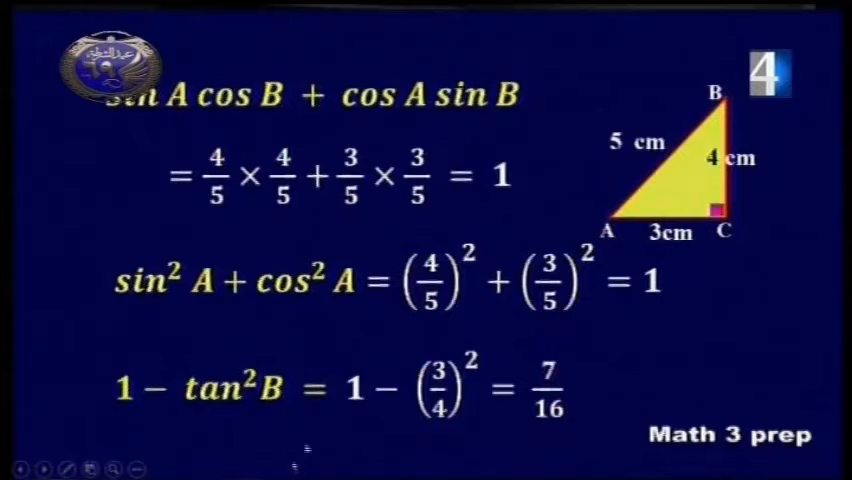 عيد الشرطة
4
sin A cos B + cos A sin B
B
5 cm
4 cm
= 4/5 × 4/5 + 3/5 × 3/5 = 1
A 3cm C
sin² A + cos² A = (4/5)² + (3/5)² = 1
1 − tan²B = 1 − (3/4)² = 7/16
Math 3 prep